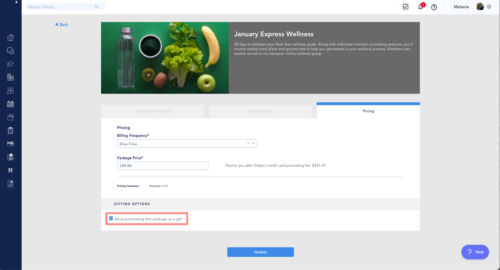 Search Clients...
Melanie
Back
January Express Wellness
30 days to kickstart your New Year wellness goals. Along with individual nutrition counseling sessions, you'll
receive weekly meal plans and grocery lists to help you get started in your wellness journey. Members also
receive access to my exclusive within wellness group.
Pricing
Pricing
Billing Frequency*
One-Time
Package Price*
249.00
Paid to you after Stripe's credit card processing fee: $241.47
Pricing Summary
GIFTING OPTIONS
Allow purchasing this package as a gift
Update
Help